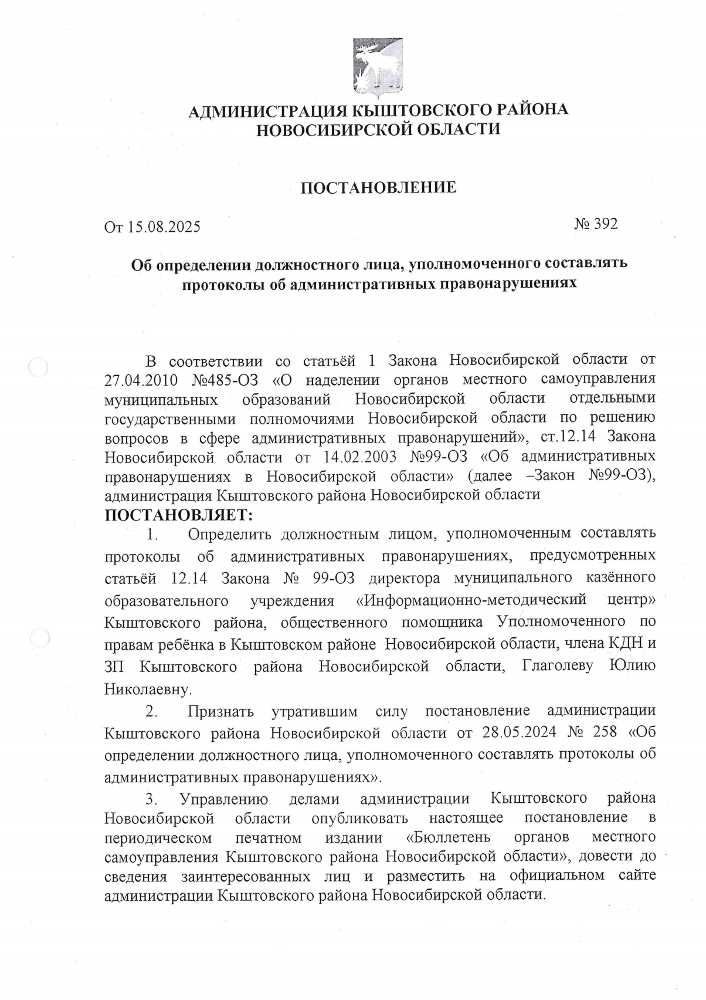 АДМИНИСТРАЦИЯ КЫШТОВСКОГО РАЙОНА
НОВОСИБИРСКОЙ ОБЛАСТИ
ПОСТАНОВЛЕНИЕ
От 15.08.2025 № 392
Об определении должностного лица, уполномоченного составлять
протоколы об административных правонарушениях
В соответствии со статьёй 1 Закона Новосибирской области от
27.04.2010 №485-ОЗ «О наделении органов местного самоуправления
муниципальных образований Новосибирской области отдельными
государственными полномочиями Новосибирской области по решению
вопросов в сфере административных правонарушений», ст.12.14 Закона
Новосибирской области от 14.02.2003 №99-ОЗ «Об административных
правонарушениях в Новосибирской области» (далее –Закон №99-ОЗ),
администрация Кыштовского района Новосибирской области
ПОСТАНОВЛЯЕТ:
1. Определить должностным лицом, уполномоченным составлять
протоколы об административных правонарушениях, предусмотренных
статьёй 12.14 Закона № 99-ОЗ директора муниципального казённого
образовательного учреждения «Информационно-методический центр»
Кыштовского района, общественного помощника Уполномоченного по
правам ребёнка в Кыштовском районе Новосибирской области, члена КДН и
ЗП Кыштовского района Новосибирской области, Глаголеву Юлию
Николаевну.
2. Признать утратившим силу постановление администрации
Кыштовского района Новосибирской области от 28.05.2024 № 258 «Об
определении должностного лица, уполномоченного составлять протоколы об
административных правонарушениях».
3. Управлению делами администрации Кыштовского района
Новосибирской области опубликовать настоящее постановление в
периодическом печатном издании «Бюллетень органов местного
самоуправления Кыштовского района Новосибирской области», довести до
сведения заинтересованных лиц и разместить на официальном сайте
администрации Кыштовского района Новосибирской области.